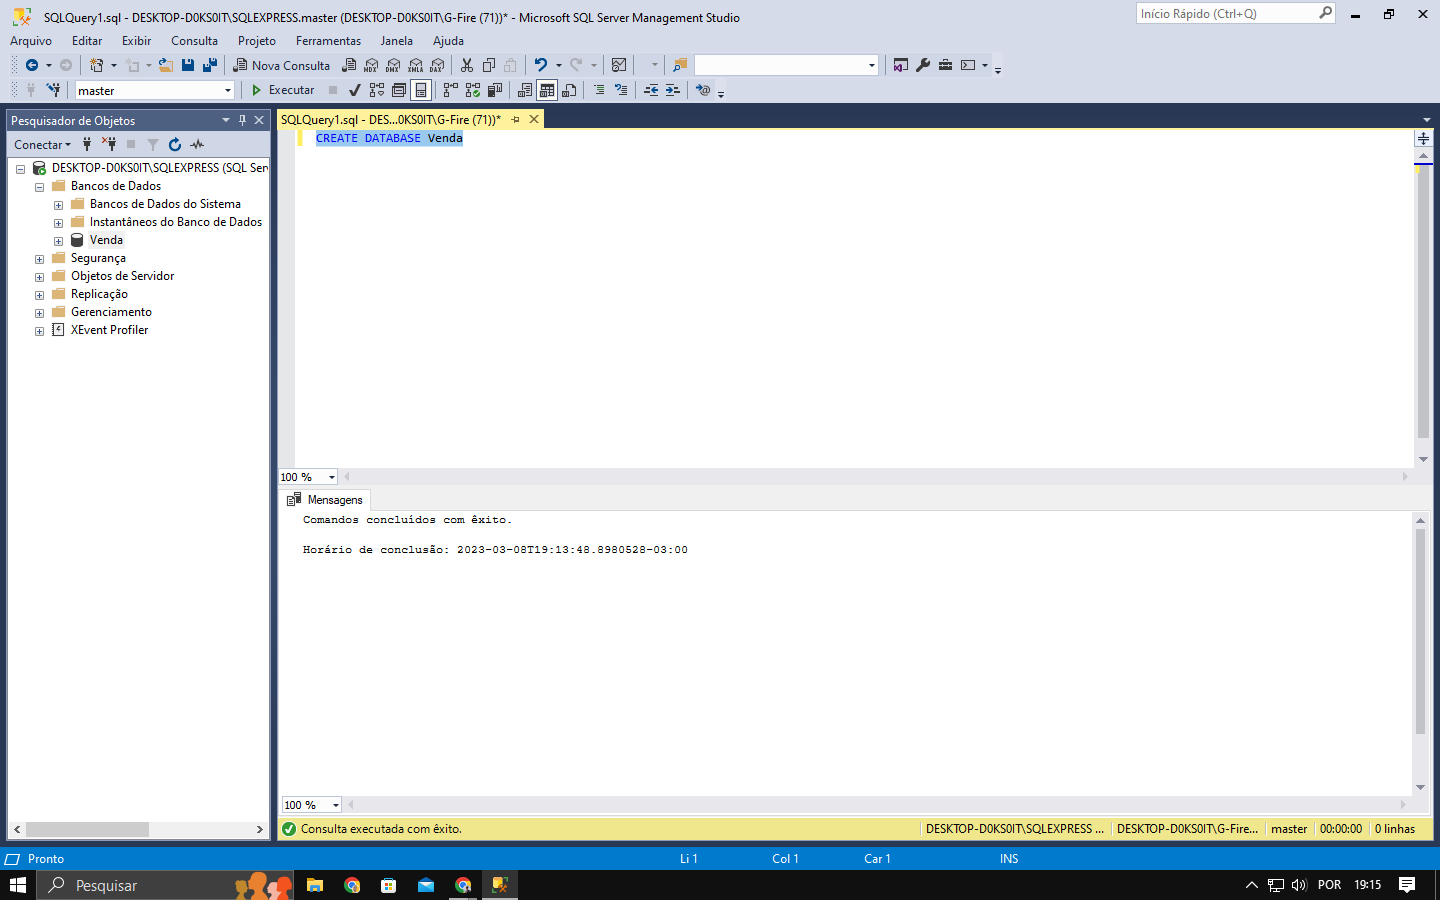 SQLQuery1.sql - DESKTOP-D0KS0IT\SQLEXPRESS.master (DESKTOP-D0KS0IT\G-Fire (71))* - Microsoft SQL Server Management Studio
Início Rápido (Ctrl+Q)
Arquivo Editar Exibir Consulta Projeto Ferramentas Janela Ajuda
Nova Consulta MDX DMX XMLA DAX
master Executar
Pesquisador de Objetos
SQLQuery1.sql - DES...0KS0IT\G-Fire (71))*
Conectar
CREATE DATABASE Venda
DESKTOP-D0KS0IT\SQLEXPRESS (SQL Ser
Bancos de Dados
Bancos de Dados do Sistema
Instantâneos do Banco de Dados
Venda
Segurança
Objetos de Servidor
Replicação
Gerenciamento
XEvent Profiler
100 %
Mensagens
Comandos concluídos com êxito.
Horário de conclusão: 2023-03-08T19:13:48.8980528-03:00
100 %
Consulta executada com êxito. DESKTOP-D0KS0IT\SQLEXPRESS ... DESKTOP-D0KS0IT\G-Fire... master 00:00:00 0 linhas
Pronto Li 1 Col 1 Car 1 INS
Pesquisar POR 19:15